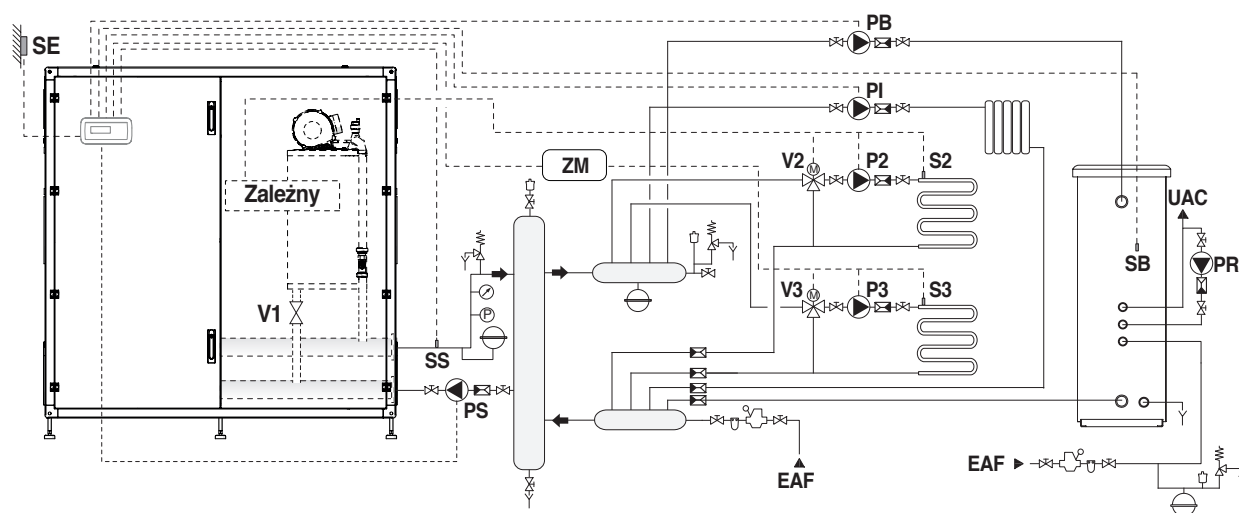 PB
SE
PI
V2
M
P2
S2
ZM
Zależny
UAC
SB
PR
V3
M
P3
S3
V1
P
SS
PS
EAF
EAF